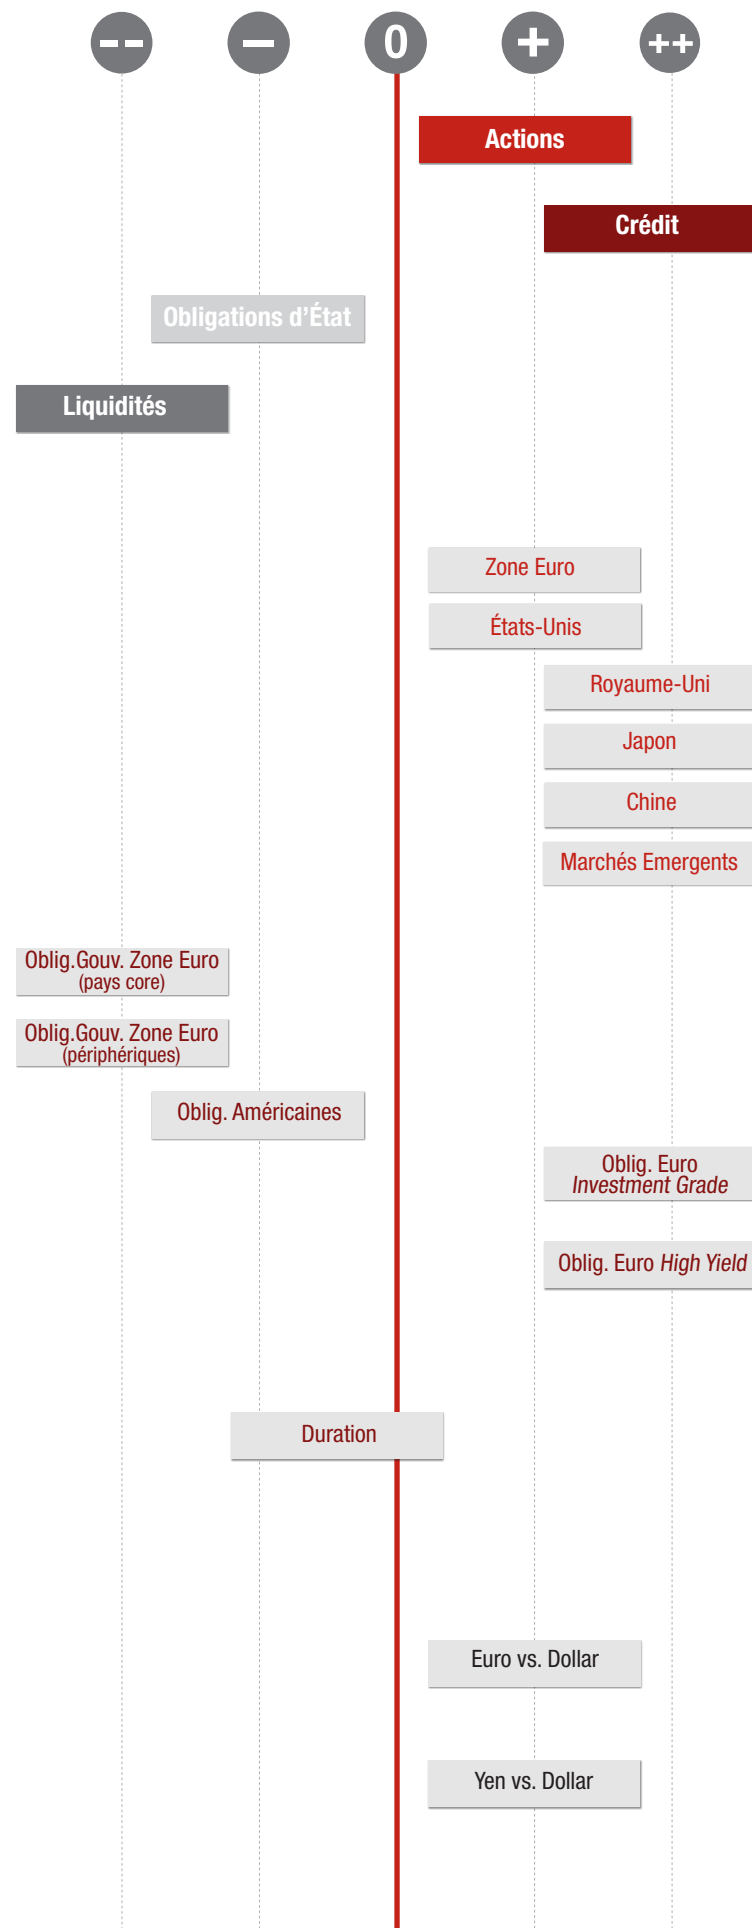 -- — 0 + ++
Actions
Crédit
Obligations d'État
Liquidités
Zone Euro
États-Unis
Royaume-Uni
Japon
Chine
Marchés Emergents
Oblig.Gouv. Zone Euro
(pays core)
Oblig.Gouv. Zone Euro
(périphériques)
Oblig. Américaines
Oblig. Euro
Investment Grade
Oblig. Euro High Yield
Duration
Euro vs. Dollar
Yen vs. Dollar